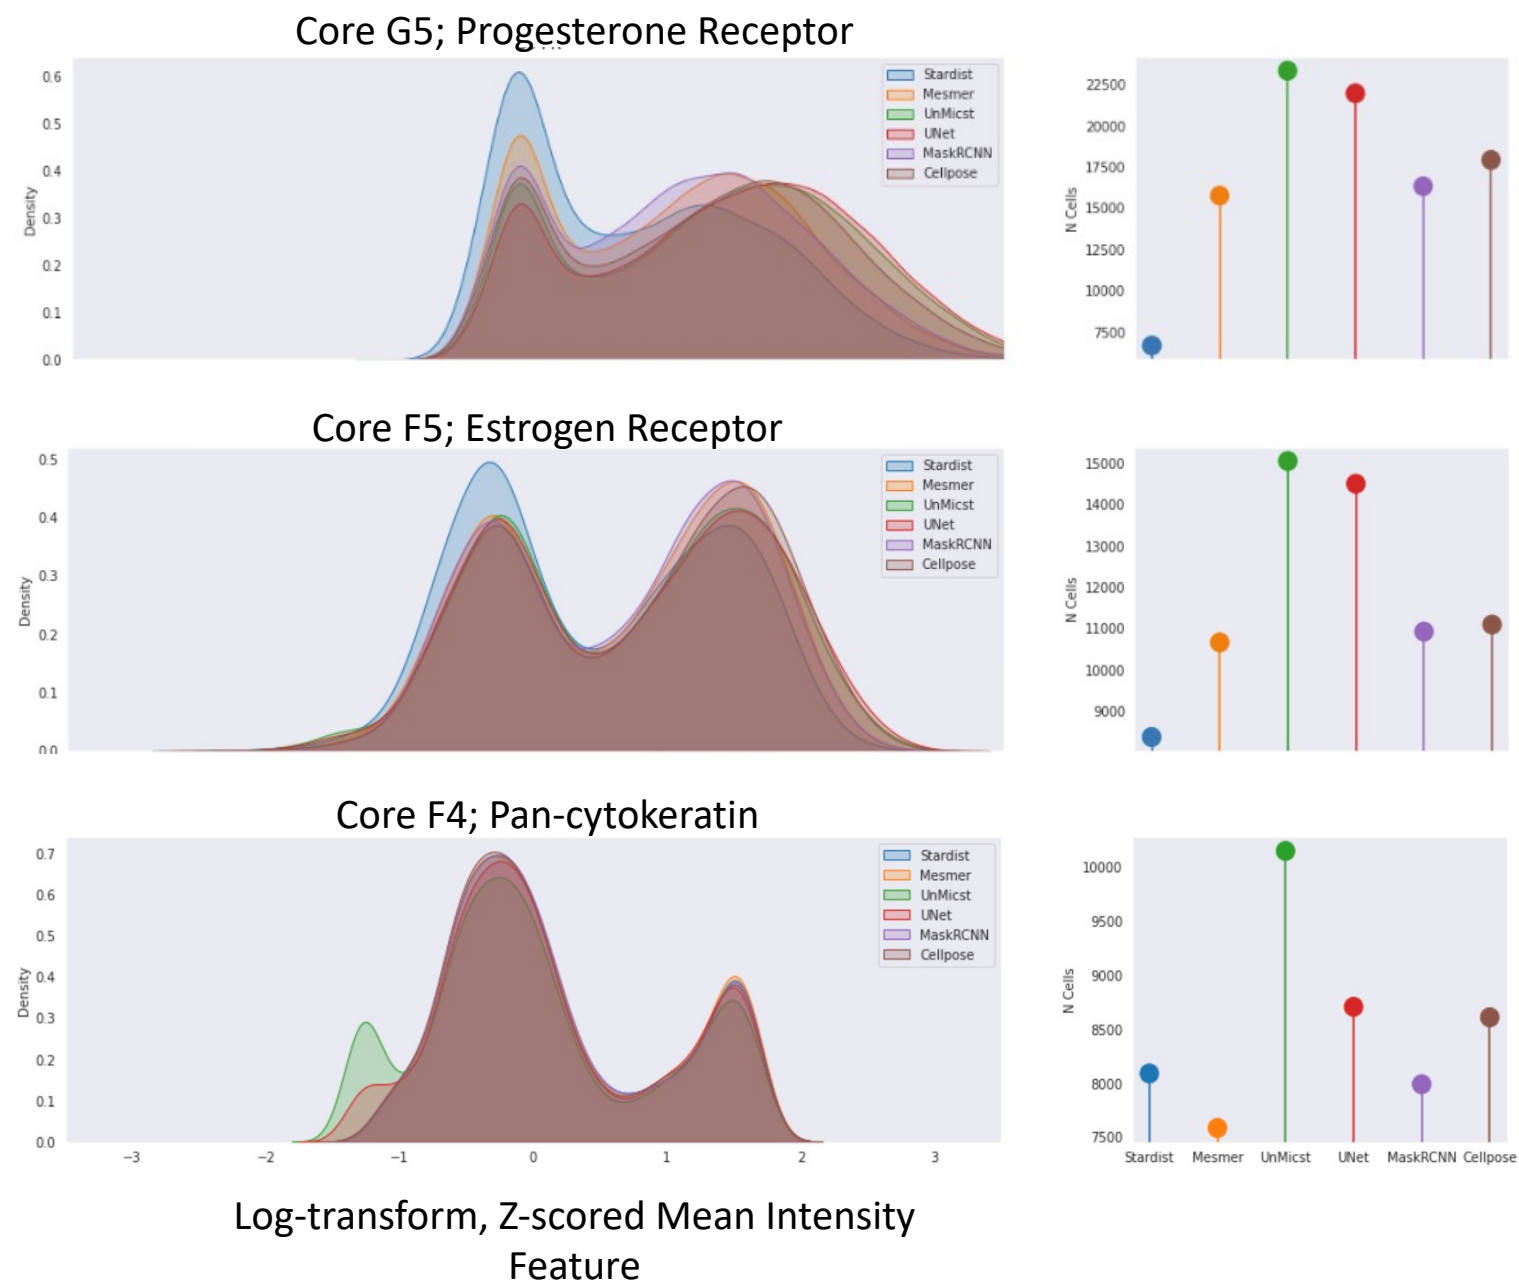 Core G5; Progesterone Receptor
0.6
0.5
0.4
0.3
0.2
0.1
0.0
Density
Stardist
Mesmer
UnMicst
UNet
MaskRCNN
Cellpose
22500
20000
17500
15000
12500
10000
7500
N Cells
Core F5; Estrogen Receptor
0.5
0.4
0.3
0.2
0.1
0.0
Density
Stardist
Mesmer
UnMicst
UNet
MaskRCNN
Cellpose
15000
14000
13000
12000
11000
10000
9000
N Cells
Core F4; Pan-cytokeratin
0.7
0.6
0.5
0.4
0.3
0.2
0.1
0.0
Density
Stardist
Mesmer
UnMicst
UNet
MaskRCNN
Cellpose
−3 −2 −1 0 1 2 3
10000
9500
9000
8500
8000
7500
N Cells
Stardist Mesmer UnMicst UNet MaskRCNN Cellpose
Log-transform, Z-scored Mean Intensity
Feature